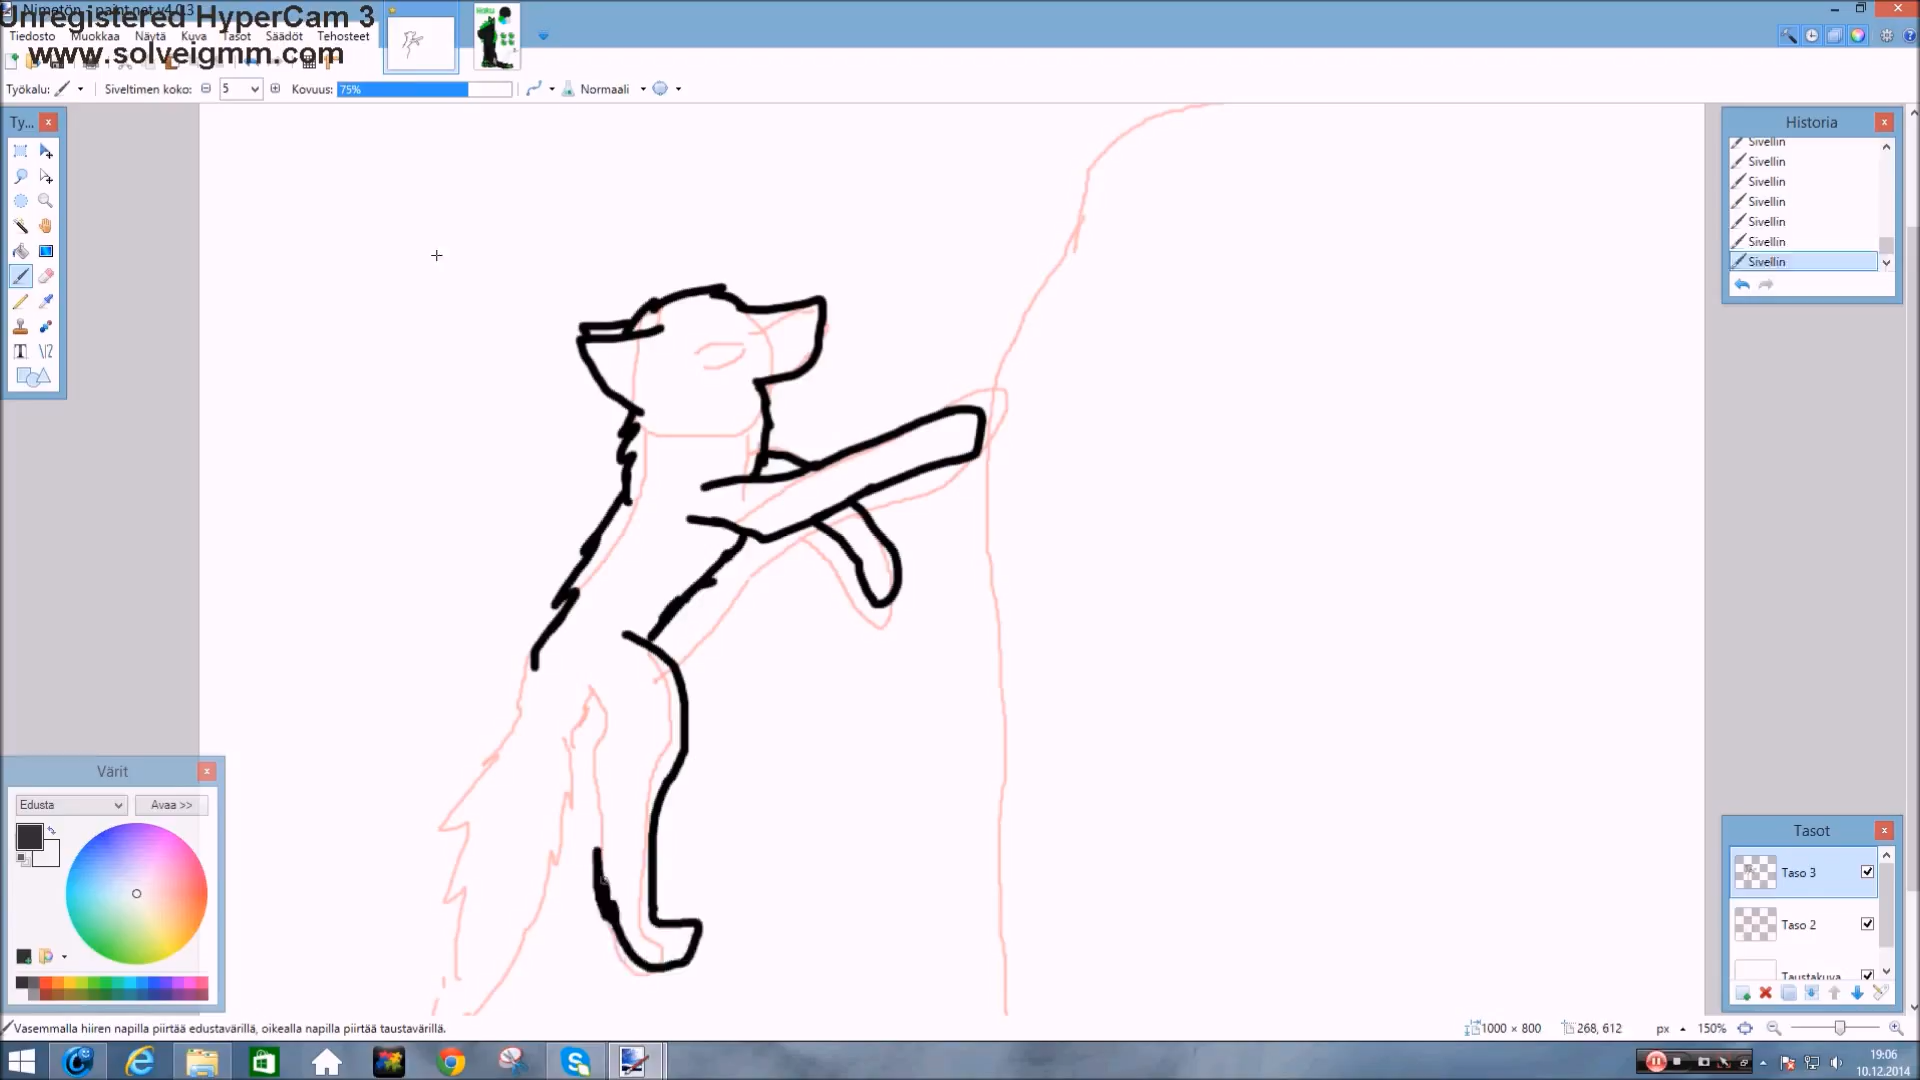 Nimetön - paint.net v4.0.3
Unregistered HyperCam 3
Tiedosto Muokkaa Näytä Kuva Tasot Säädöt Tehosteet
www.solveigmm.com
Työkalu: Siveltimen koko: 5 Kovuus: 75% Normaali
Ty...
Historia
Sivellin
Sivellin
Sivellin
Sivellin
Sivellin
Sivellin
Sivellin
Värit
Edusta Avaa >>
Tasot
Taso 3
Taso 2
Taustakuva
Vasemmalla hiiren napilla piirtää edustavärillä, oikealla napilla piirtää taustavärillä.
1000 × 800 268, 612 px 150%
19:06
10.12.2014